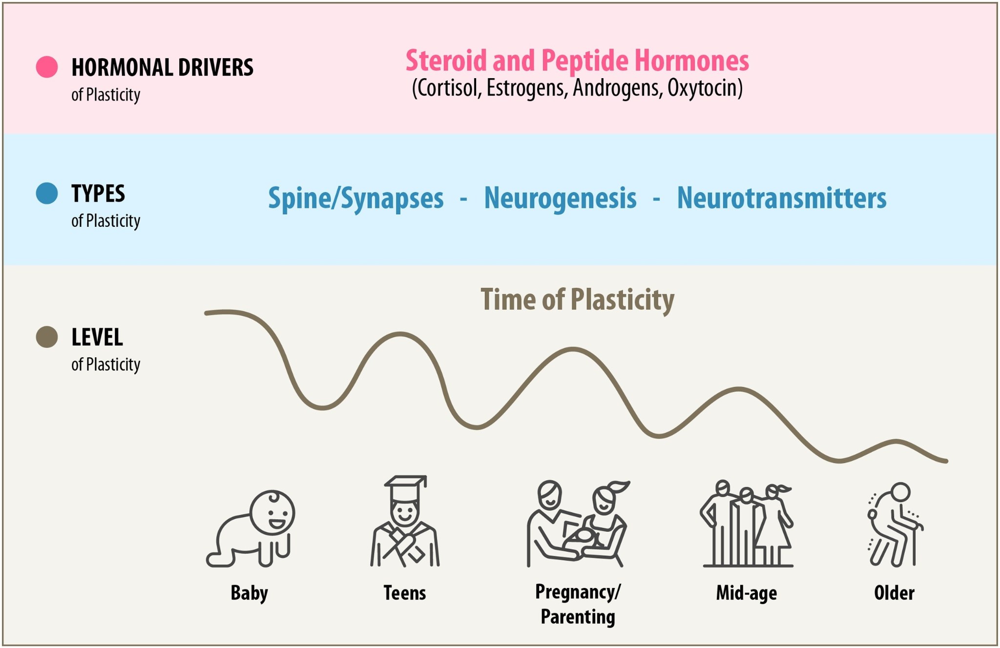 HORMONAL DRIVERS
of Plasticity
Steroid and Peptide Hormones
(Cortisol, Estrogens, Androgens, Oxytocin)
TYPES
of Plasticity
Spine/Synapses - Neurogenesis - Neurotransmitters
Time of Plasticity
LEVEL
of Plasticity
Baby
Teens
Pregnancy/
Parenting
Mid-age
Older